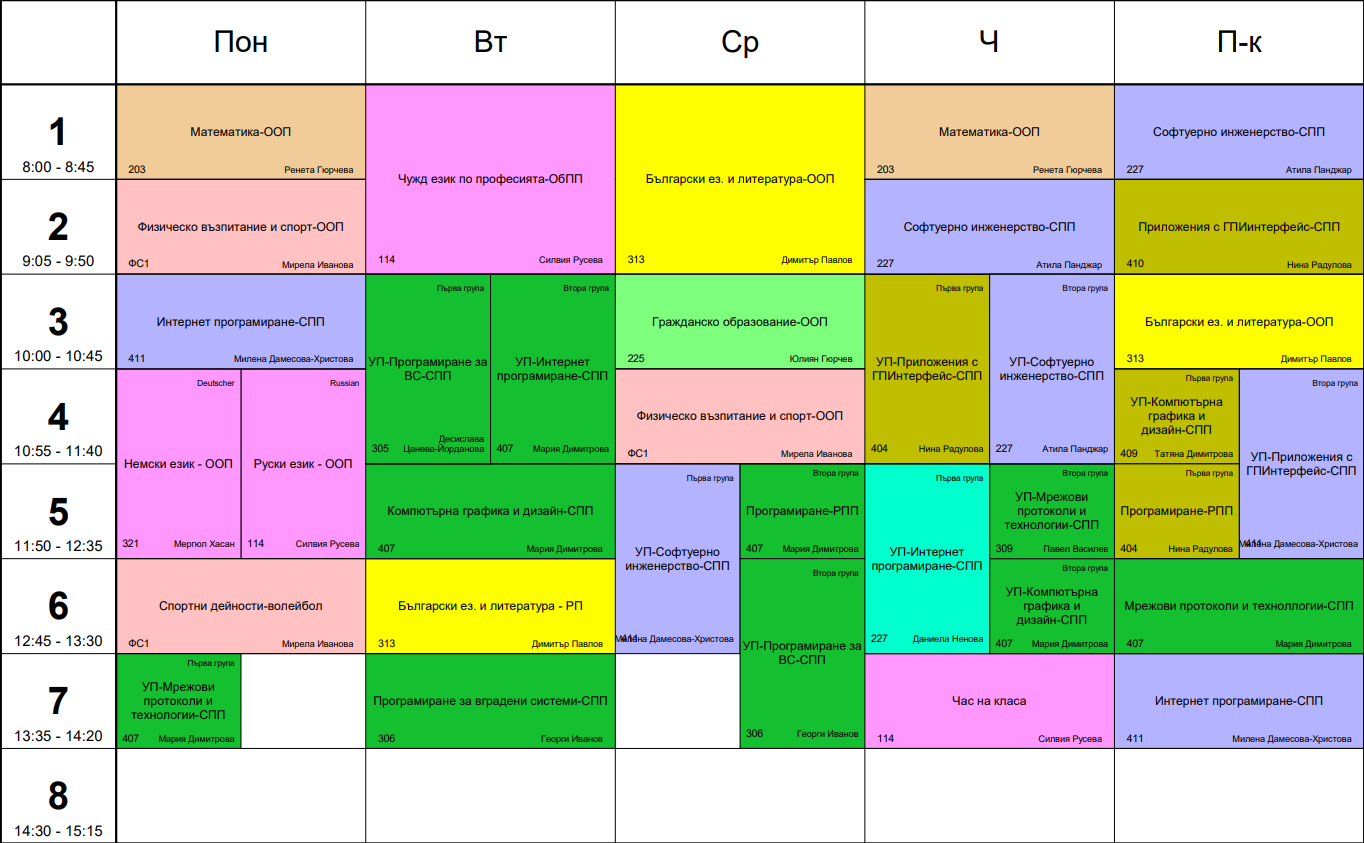 Пон
Вт
Ср
Ч
П-к
1
8:00 - 8:45
Математика-ООП
203
Ренета Гюрчева
Чужд език по професията-ОбПП
114
Силвия Русева
Български ез. и литература-ООП
313
Димитър Павлов
Математика-ООП
203
Ренета Гюрчева
Софтуерно инженерство-СПП
227
Атила Панджар
2
9:05 - 9:50
Физическо възпитание и спорт-ООП
ФС1
Мирела Иванова
Софтуерно инженерство-СПП
227
Атила Панджар
Приложения с ГПИинтерфейс-СПП
410
Нина Радулова
3
10:00 - 10:45
Интернет програмиране-СПП
411
Милена Дамесова-Христова
Първа група
УП-Програмиране за
ВС-СПП
305
Десислава
Цанева-Йорданова
Втора група
УП-Интернет
програмиране-СПП
407
Мария Димитрова
Гражданско образование-ООП
225
Юлиян Гюрчев
Първа група
УП-Приложения с
ГПИнтерфейс-СПП
404
Нина Радулова
Втора група
УП-Софтуерно
инженерство-СПП
227
Атила Панджар
Български ез. и литература-ООП
313
Димитър Павлов
4
10:55 - 11:40
Deutscher
Немски език - ООП
321
Мергюл Хасан
Russian
Руски език - ООП
114
Силвия Русева
Физическо възпитание и спорт-ООП
ФС1
Мирела Иванова
Първа група
УП-Компютърна
графика и
дизайн-СПП
409
Татяна Димитрова
Втора група
УП-Приложения с
ГПИнтерфейс-СПП
411
Милена Дамесова-Христова
5
11:50 - 12:35
Компютърна графика и дизайн-СПП
407
Мария Димитрова
Първа група
УП-Софтуерно
инженерство-СПП
411
Милена Дамесова-Христова
Втора група
Програмиране-РПП
407
Мария Димитрова
Първа група
УП-Интернет
програмиране-СПП
227
Даниела Ненова
Втора група
УП-Мрежови
протоколи и
технологии-СПП
309
Павел Василев
Първа група
Програмиране-РПП
404
Нина Радулова
6
12:45 - 13:30
Спортни дейности-волейбол
ФС1
Мирела Иванова
Български ез. и литература - РП
313
Димитър Павлов
Втора група
УП-Програмиране за
ВС-СПП
306
Георги Иванов
Втора група
УП-Компютърна
графика и
дизайн-СПП
407
Мария Димитрова
Мрежови протоколи и техноллогии-СПП
407
Мария Димитрова
7
13:35 - 14:20
Първа група
УП-Мрежови
протоколи и
технологии-СПП
407
Мария Димитрова
Програмиране за вградени системи-СПП
306
Георги Иванов
Час на класа
114
Силвия Русева
Интернет програмиране-СПП
411
Милена Дамесова-Христова
8
14:30 - 15:15